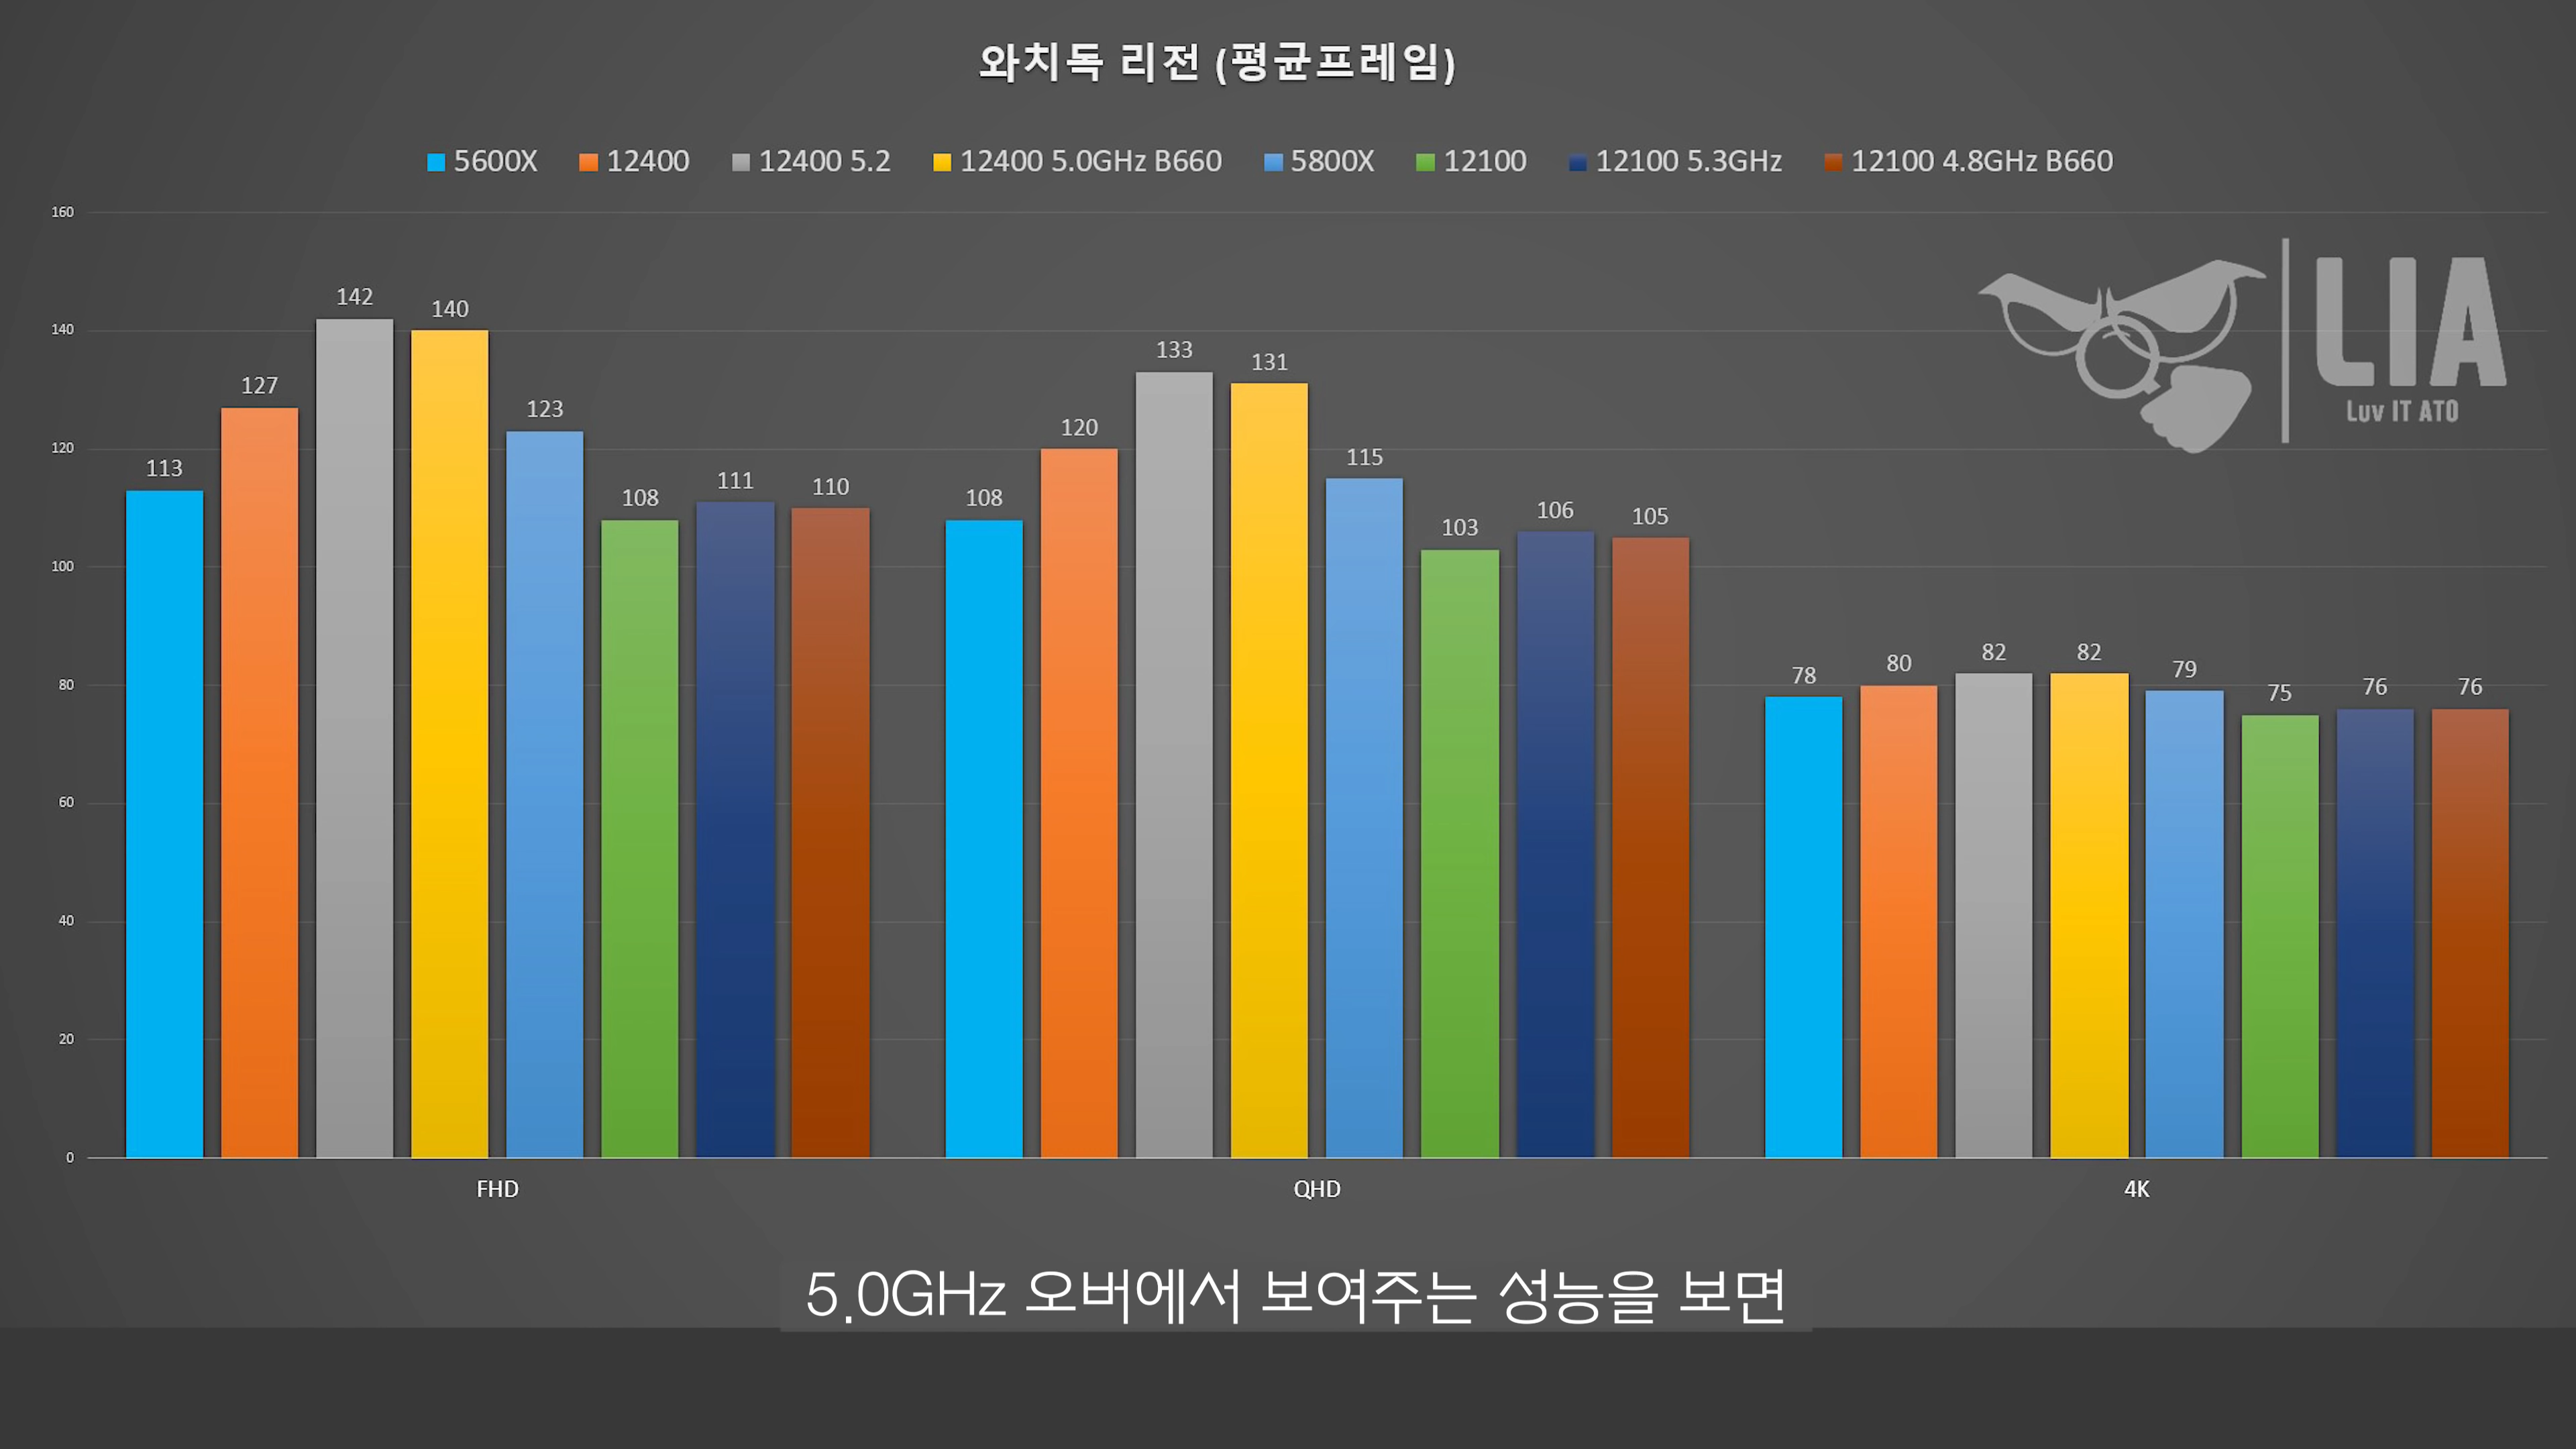 와치독 리전 (평균프레임)
5600X 12400 12400 5.2 12400 5.0GHz B660 5800X 12100 12100 5.3GHz 12100 4.8GHz B660
160
140
120
100
80
60
40
20
0
113 127 142 140 123 108 111 110
108 120 133 131 115 103 106 105
78 80 82 82 79 75 76 76
FHD QHD 4K
LIA
Luv IT ATO
5.0GHz 오버에서 보여주는 성능을 보면